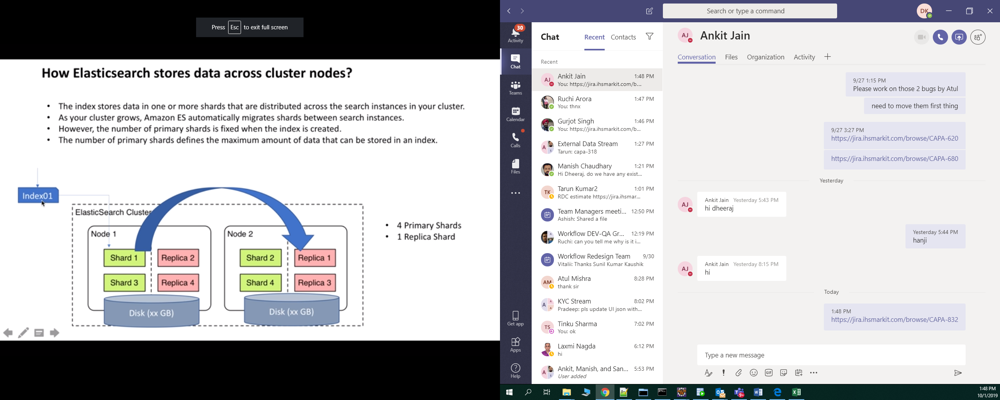 Press Esc to exit full screen
How Elasticsearch stores data across cluster nodes?
• The index stores data in one or more shards that are distributed across the search instances in your cluster.
• As your cluster grows, Amazon ES automatically migrates shards between search instances.
• However, the number of primary shards is fixed when the index is created.
• The number of primary shards defines the maximum amount of data that can be stored in an index.
Index01
ElasticSearch Cluster
Node 1
Node 2
Shard 1
Replica 2
Shard 2
Replica 1
Shard 3
Replica 4
Shard 4
Replica 3
Disk (xx GB)
Disk (xx GB)
• 4 Primary Shards
• 1 Replica Shard
Search or type a command
DK
30
Activity
Chat
Teams
Calendar
Calls
Files
Get app
Apps
Help
Chat
Recent
Contacts
Recent
AJ
Ankit Jain 1:48 PM
You: https://jira.ihsmarkit.com/b...
Ruchi Arora 1:47 PM
You: thnx
Gurjot Singh 1:46 PM
You: https://jira.ihsmarkit.com/b...
A
External Data Stream 1:27 PM
Tarun: capa-318
Manish Chaudhary 1:21 PM
Hi Dheeraj, do we have any exist...
TK
Tarun Kumar2 1:01 PM
RDC estimate https://jira.ihsmar...
Team Managers meeti... 12:50 PM
Ashish: Shared a file
Workflow DEV-QA Gr... 12:19 PM
Ruchi: can you tell me why is it i...
Workflow Redesign Team 9/30
Vitalii: Thanks Sunil Kumar Kaushik
AM
Atul Mishra 8:28 PM
thank sir
A
KYC Stream 8:02 PM
Pradeep: pls update UI json with...
TS
Tinku Sharma 7:02 PM
You: ok
Laxmi Nagda 6:12 PM
hi
A
Ankit, Manish, and San... 5:53 PM
User added
AJ
Ankit Jain
Conversation
Files
Organization
Activity
9/27 1:15 PM
Please work on those 2 bugs by Atul
need to move them first thing
9/27 3:27 PM
https://jira.ihsmarkit.com/browse/CAPA-620
https://jira.ihsmarkit.com/browse/CAPA-680
Yesterday
AJ
Ankit Jain Yesterday 5:43 PM
hi dheeraj
Yesterday 5:44 PM
hanji
AJ
Ankit Jain Yesterday 8:15 PM
hi
Today
1:48 PM
https://jira.ihsmarkit.com/browse/CAPA-832
Type a new message
GIF
9+
1:48 PM
10/1/2019